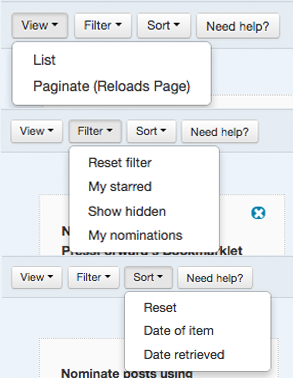 View Filter Sort Need help?
List
Paginate (Reloads Page)
View Filter Sort Need help?
Reset filter
My starred
Show hidden
My nominations
Bookmarklet
View Filter Sort Need help?
Reset
Date of item
Date retrieved
Nominate posts using